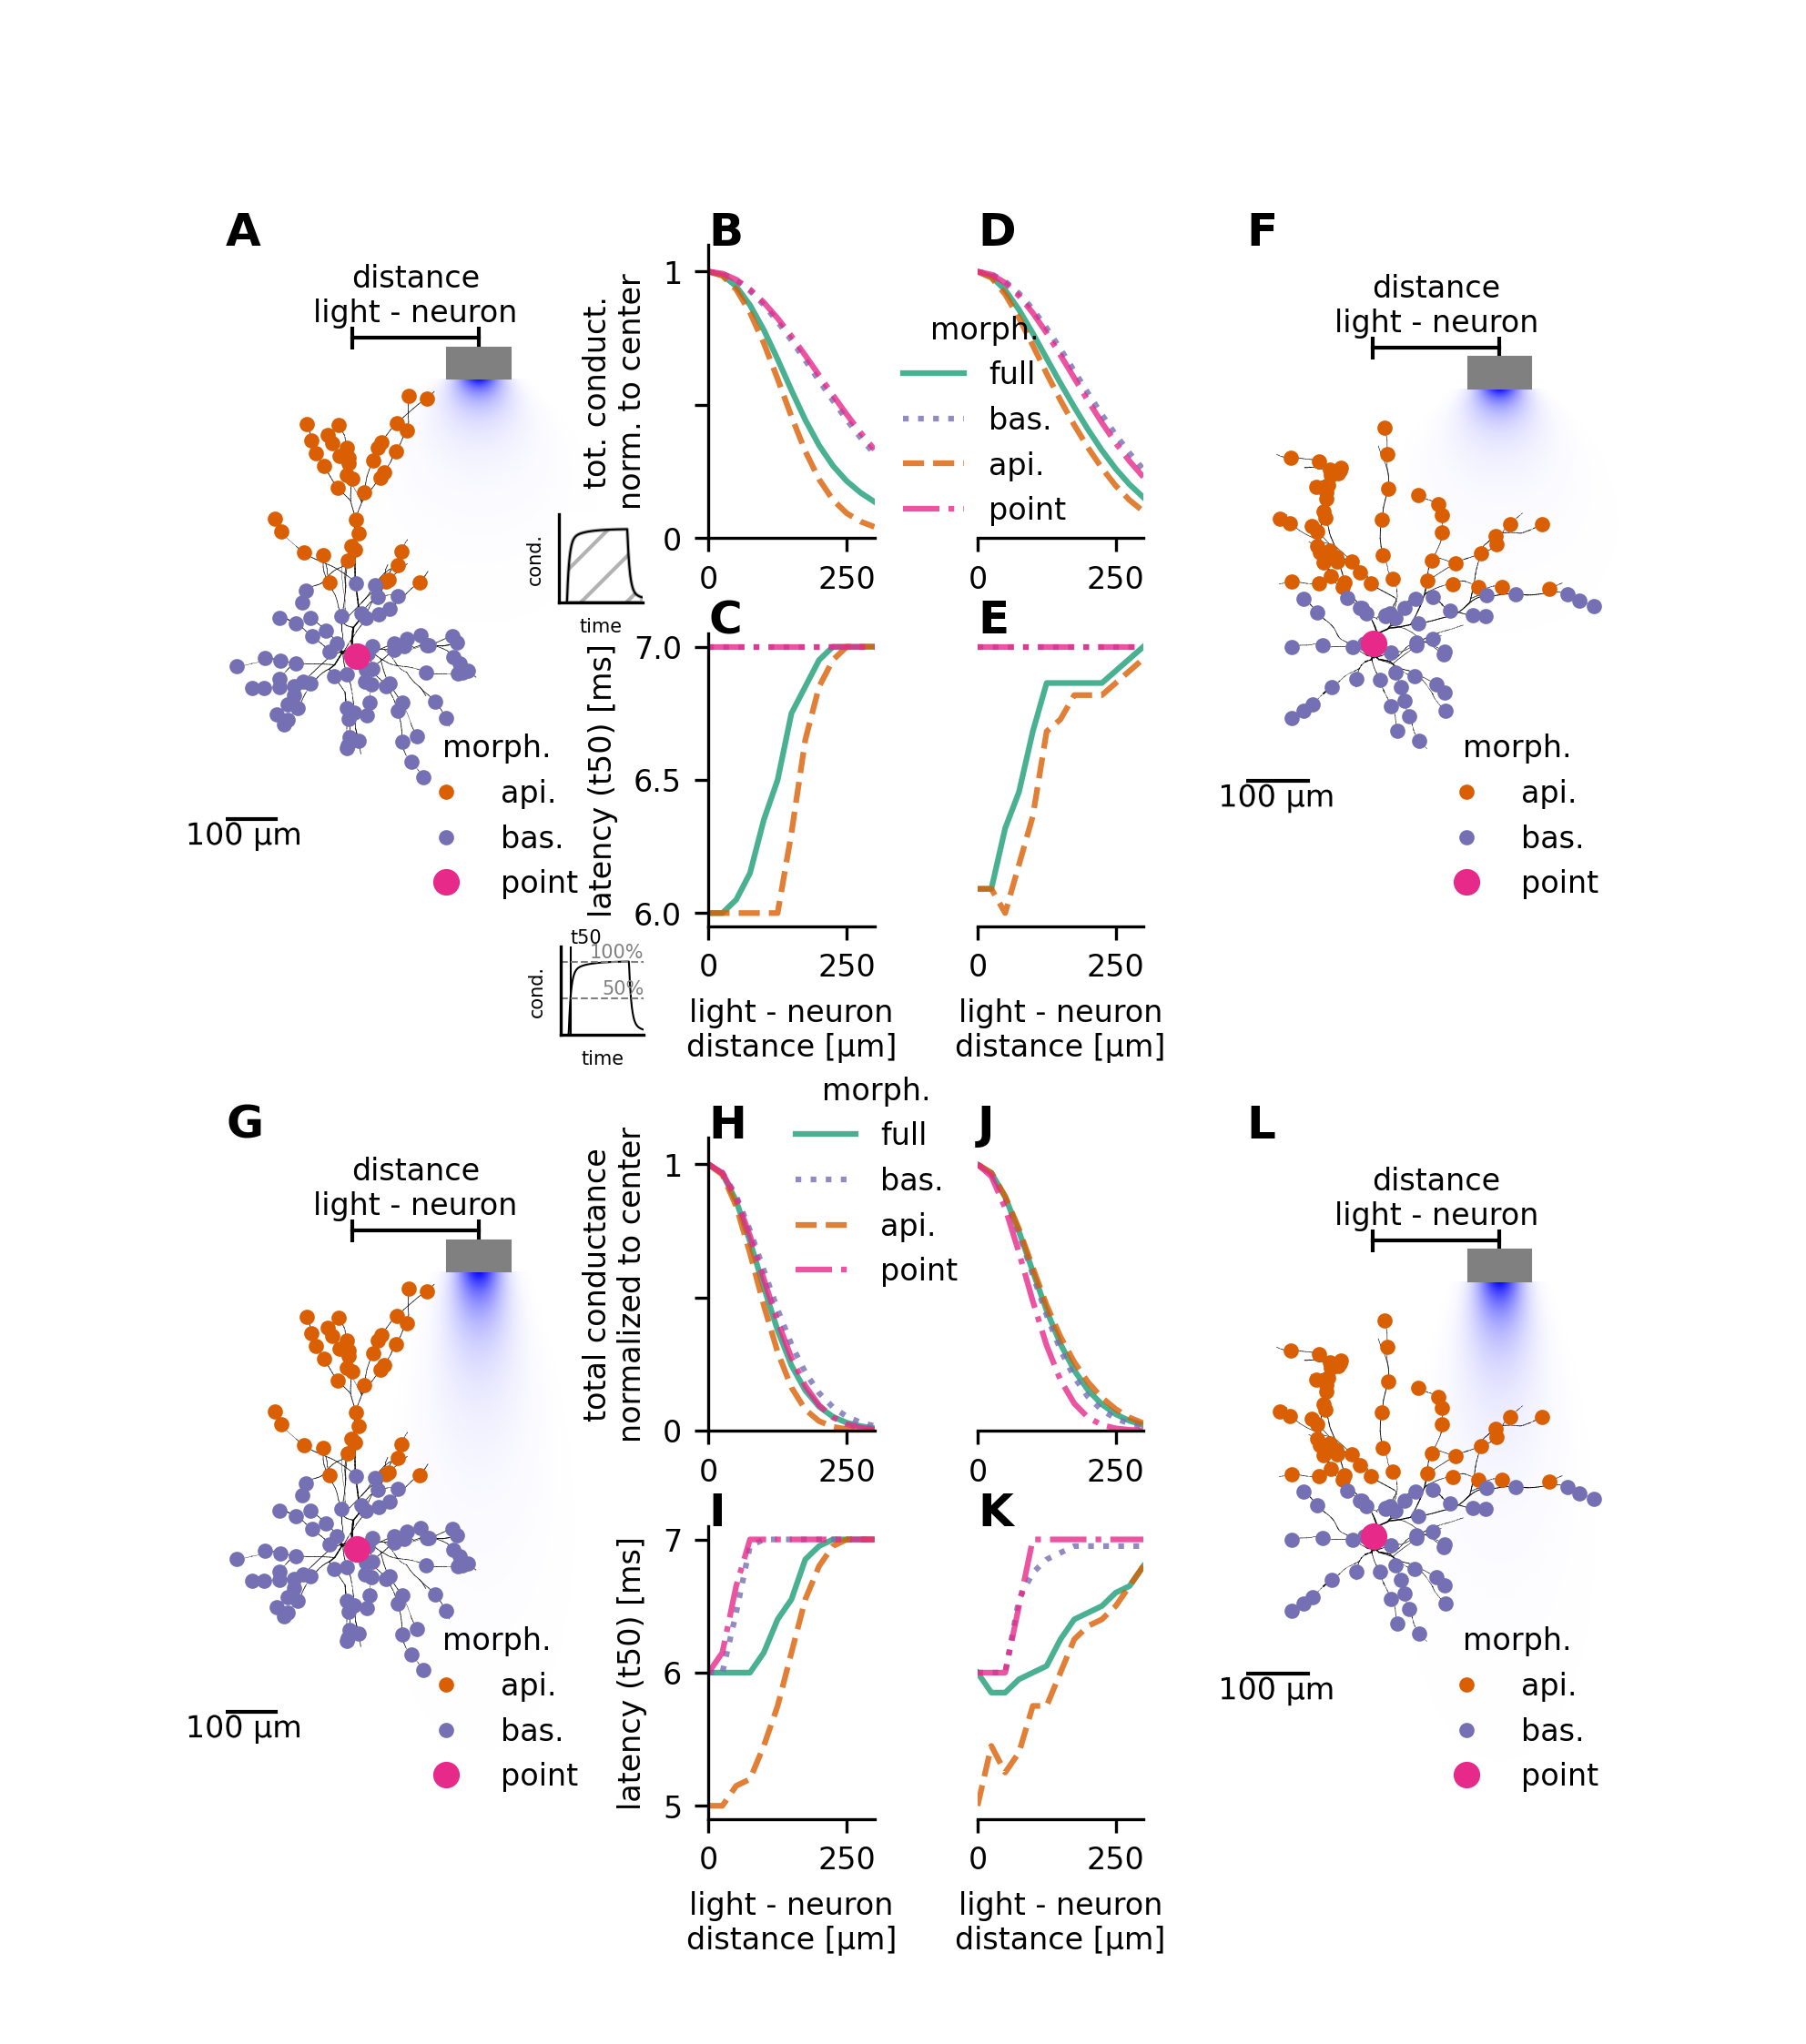 A
distance
light - neuron
morph.
api.
bas.
point
100 µm
B
tot. conduct.
norm. to center
1
0
0
250
cond.
time
D
morph.
full
bas.
api.
point
0
250
F
distance
light - neuron
morph.
api.
bas.
point
100 µm
C
latency (t50) [ms]
7.0
6.5
6.0
0
250
light - neuron
distance [µm]
t50
100%
50%
cond.
time
E
0
250
light - neuron
distance [µm]
G
distance
light - neuron
morph.
api.
bas.
point
100 µm
H
total conductance
normalized to center
1
0
0
250
morph.
full
bas.
api.
point
J
0
250
L
distance
light - neuron
morph.
api.
bas.
point
100 µm
I
latency (t50) [ms]
7
6
5
0
250
light - neuron
distance [µm]
K
0
250
light - neuron
distance [µm]